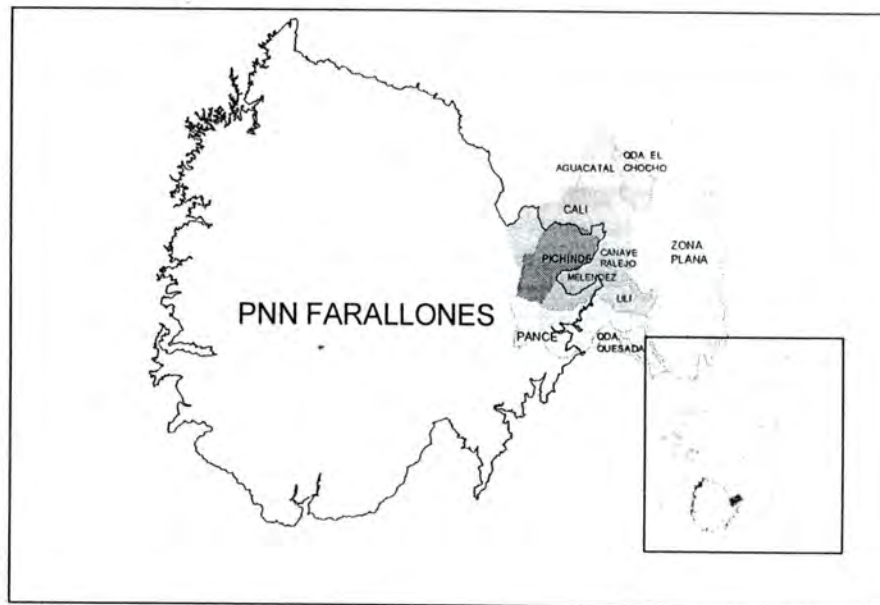 QDA EL
AGUACATAL CHOCHO
CALI
ZONA
PLANA
PICHINDE
CAÑAVE
RALEJO
MELENDEZ
LILI
PNN FARALLONES
PANCE
QDA
QUESADA